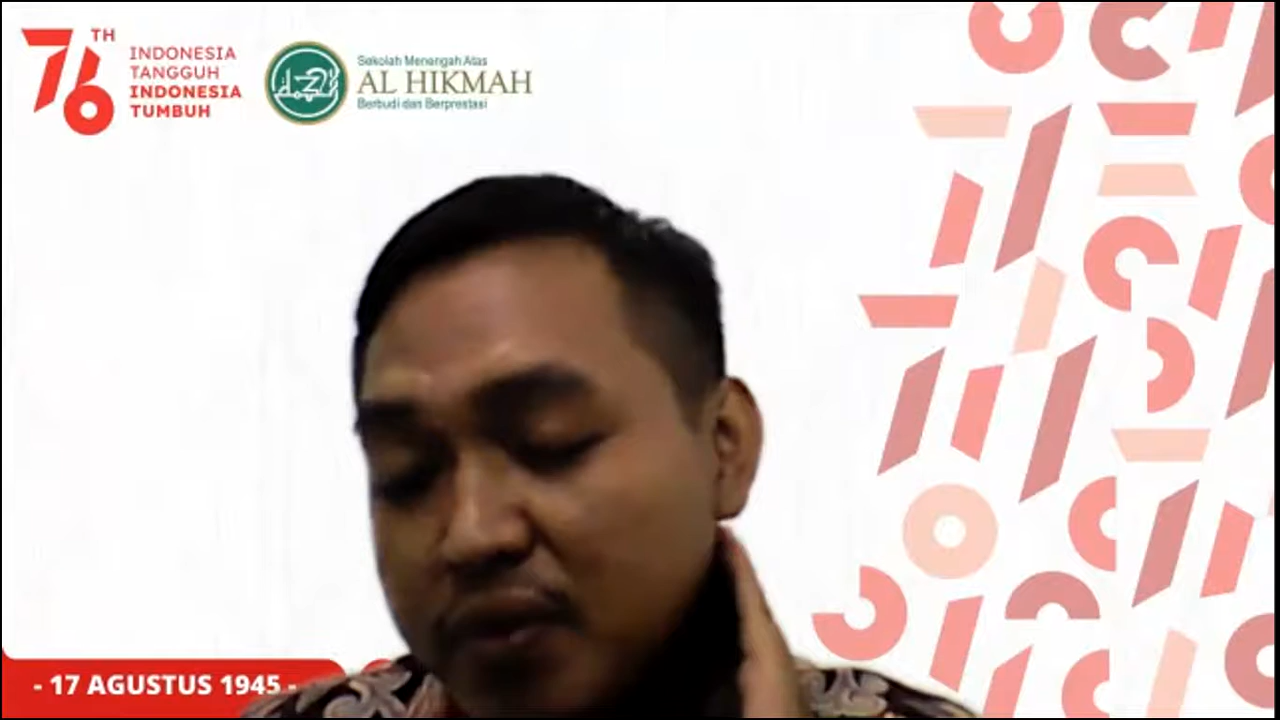 76 TH
INDONESIA
TANGGUH
INDONESIA
TUMBUH
Sekolah Menengah Atas
AL HIKMAH
Berbudi dan Berprestasi
- 17 AGUSTUS 1945 -